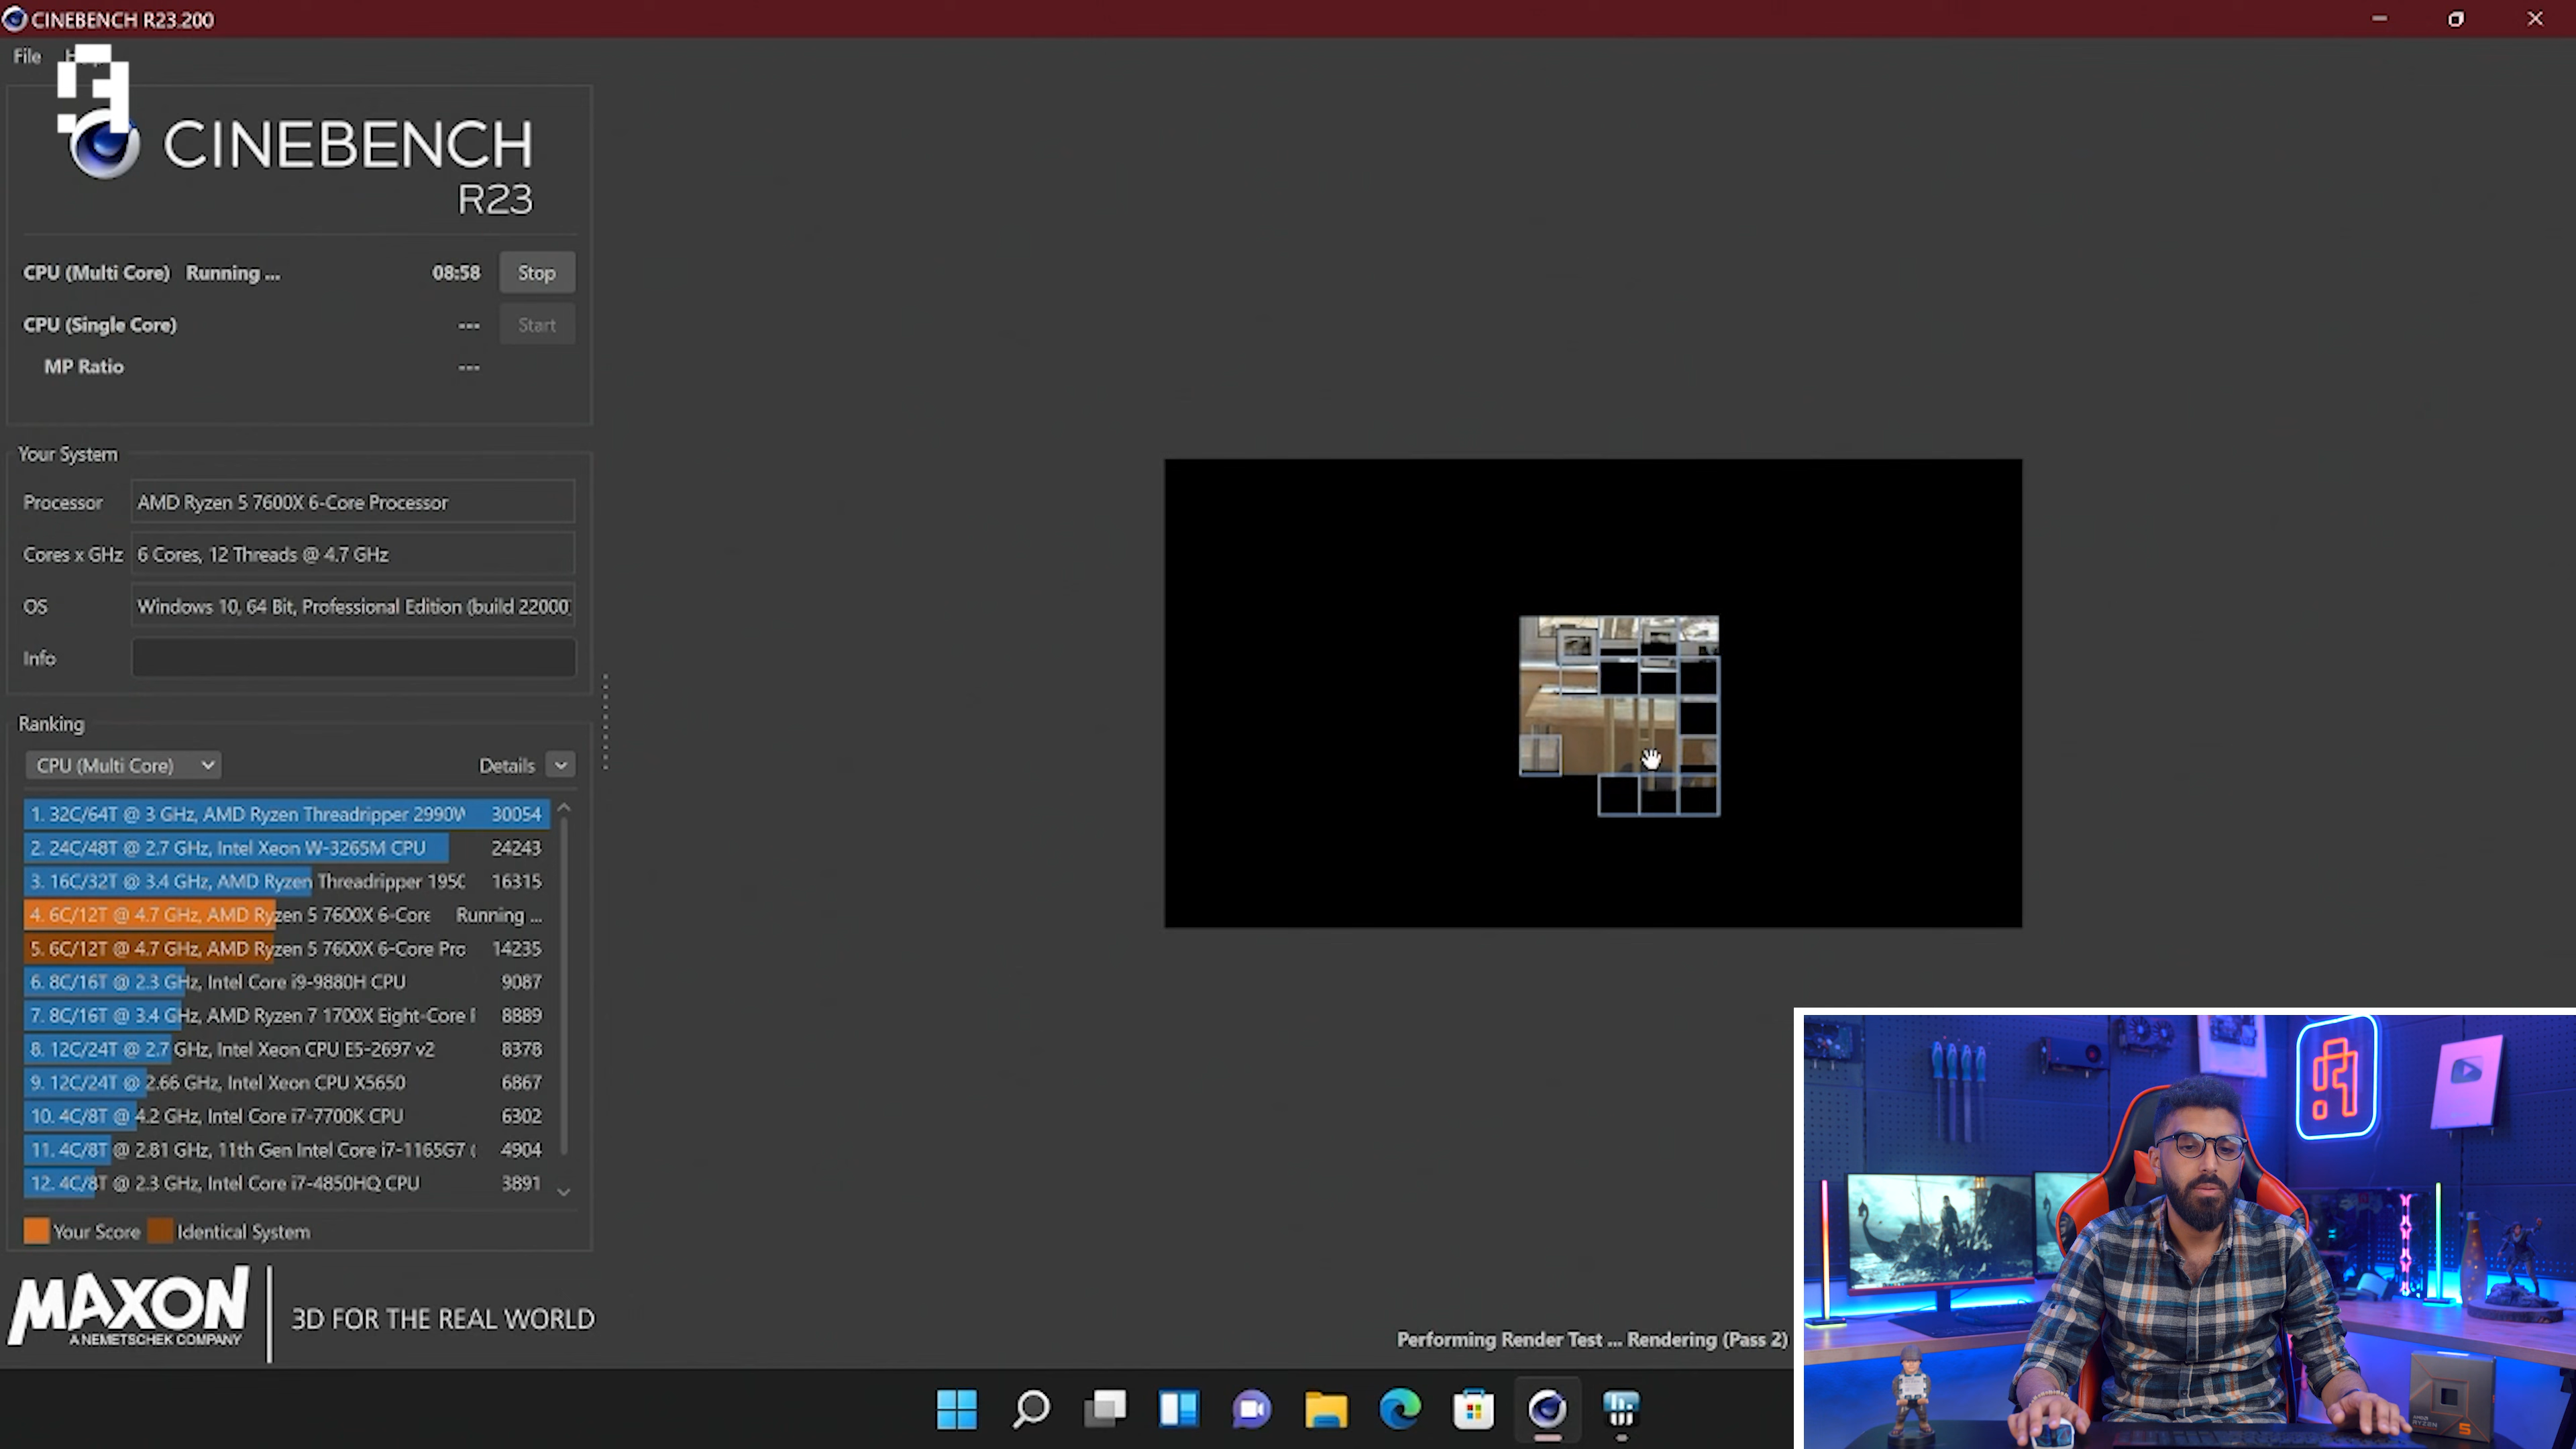 CINEBENCH R23.200
File
CINEBENCH
R23
CPU (Multi Core) Running ... 08:58 Stop
CPU (Single Core) --- Start
MP Ratio ---
Your System
Processor AMD Ryzen 5 7600X 6-Core Processor
Cores x GHz 6 Cores, 12 Threads @ 4.7 GHz
OS Windows 10, 64 Bit, Professional Edition (build 22000)
Info
Ranking
CPU (Multi Core) Details
1. 32C/64T @ 3 GHz, AMD Ryzen Threadripper 2990W 30054
2. 24C/48T @ 2.7 GHz, Intel Xeon W-3265M CPU 24243
3. 16C/32T @ 3.4 GHz, AMD Ryzen Threadripper 1950 16315
4. 6C/12T @ 4.7 GHz, AMD Ryzen 5 7600X 6-Core Running ...
5. 6C/12T @ 4.7 GHz, AMD Ryzen 5 7600X 6-Core Pro 14235
6. 8C/16T @ 2.3 GHz, Intel Core i9-9880H CPU 9087
7. 8C/16T @ 3.4 GHz, AMD Ryzen 7 1700X Eight-Core 8889
8. 12C/24T @ 2.7 GHz, Intel Xeon CPU E5-2697 v2 8378
9. 12C/24T @ 2.66 GHz, Intel Xeon CPU X5650 6867
10. 4C/8T @ 4.2 GHz, Intel Core i7-7700K CPU 6302
11. 4C/8T @ 2.81 GHz, 11th Gen Intel Core i7-1165G7 4904
12. 4C/8T @ 2.3 GHz, Intel Core i7-4850HQ CPU 3891
Your Score Identical System
MAXON
A NEMETSCHEK COMPANY
3D FOR THE REAL WORLD
Performing Render Test ... Rendering (Pass 2)
RYZEN 5